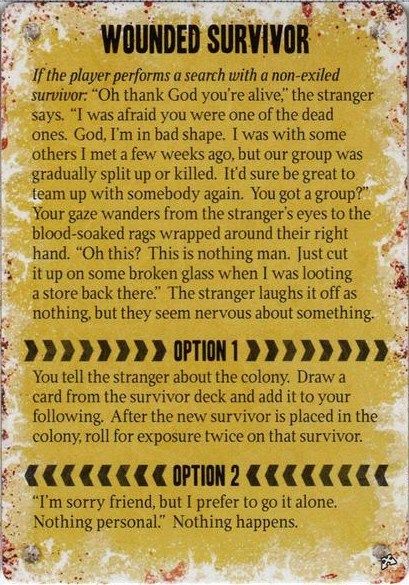 WOUNDED SURVIVOR
If the player performs a search with a non-exiled
survivor: "Oh thank God you're alive," the stranger
says. "I was afraid you were one of the dead
ones. God, I'm in bad shape. I was with some
others I met a few weeks ago, but our group was
gradually split up or killed. It'd sure be great to
team up with somebody again. You got a group?"
Your gaze wanders from the stranger's eyes to the
blood-soaked rags wrapped around their right
hand. "Oh this? This is nothing man. Just cut
it up on some broken glass when I was looting
a store back there." The stranger laughs it off as
nothing, but they seem nervous about something.
OPTION 1
You tell the stranger about the colony. Draw a
card from the survivor deck and add it to your
following. After the new survivor is placed in the
colony, roll for exposure twice on that survivor.
OPTION 2
"I'm sorry friend, but I prefer to go it alone.
Nothing personal." Nothing happens.